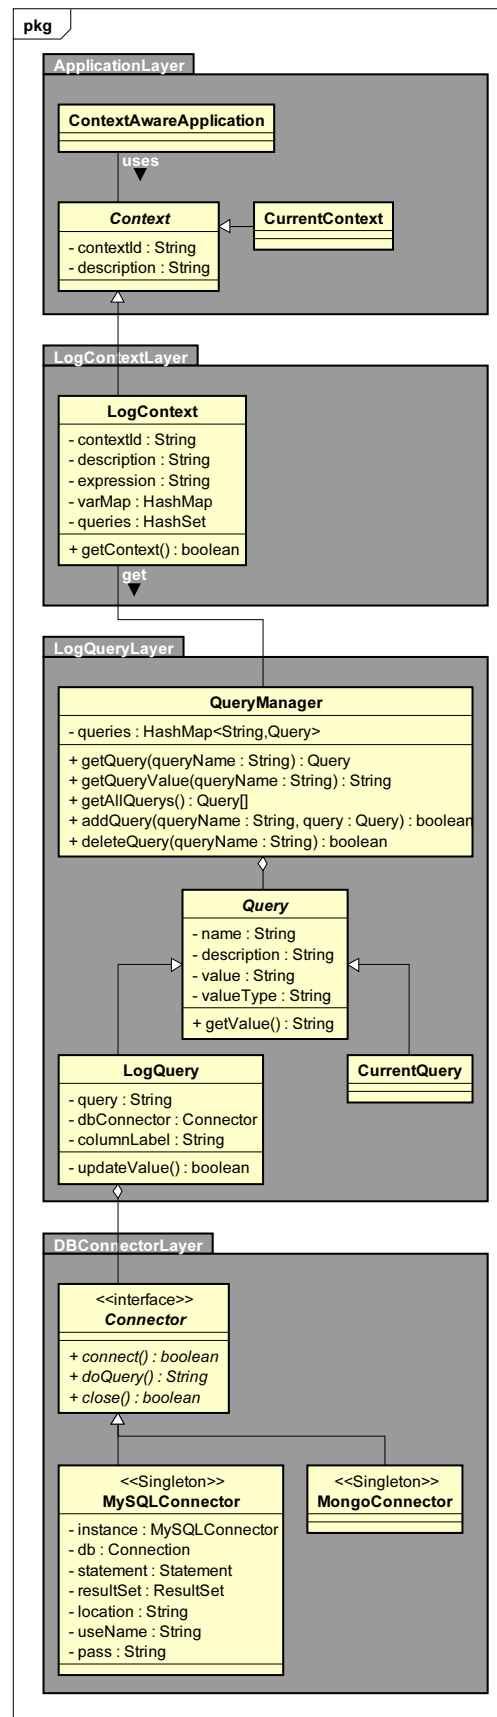 pkg
ApplicationLayer
ContextAwareApplication
uses
Context
- contextId : String
- description : String
CurrentContext
LogContextLayer
LogContext
- contextId : String
- description : String
- expression : String
- varMap : HashMap
- queries : HashSet
+ getContext() : boolean
get
LogQueryLayer
QueryManager
- queries : HashMap<String,Query>
+ getQuery(queryName : String) : Query
+ getQueryValue(queryName : String) : String
+ getAllQuerys() : Query[]
+ addQuery(queryName : String, query : Query) : boolean
+ deleteQuery(queryName : String) : boolean
Query
- name : String
- description : String
- value : String
- valueType : String
+ getValue() : String
LogQuery
- query : String
- dbConnector : Connector
- columnLabel : String
- updateValue() : boolean
CurrentQuery
DBConnectorLayer
<<interface>>
Connector
+ connect() : boolean
+ doQuery() : String
+ close() : boolean
<<Singleton>>
MySQLConnector
- instance : MySQLConnector
- db : Connection
- statement : Statement
- resultSet : ResultSet
- location : String
- useName : String
- pass : String
<<Singleton>>
MongoConnector